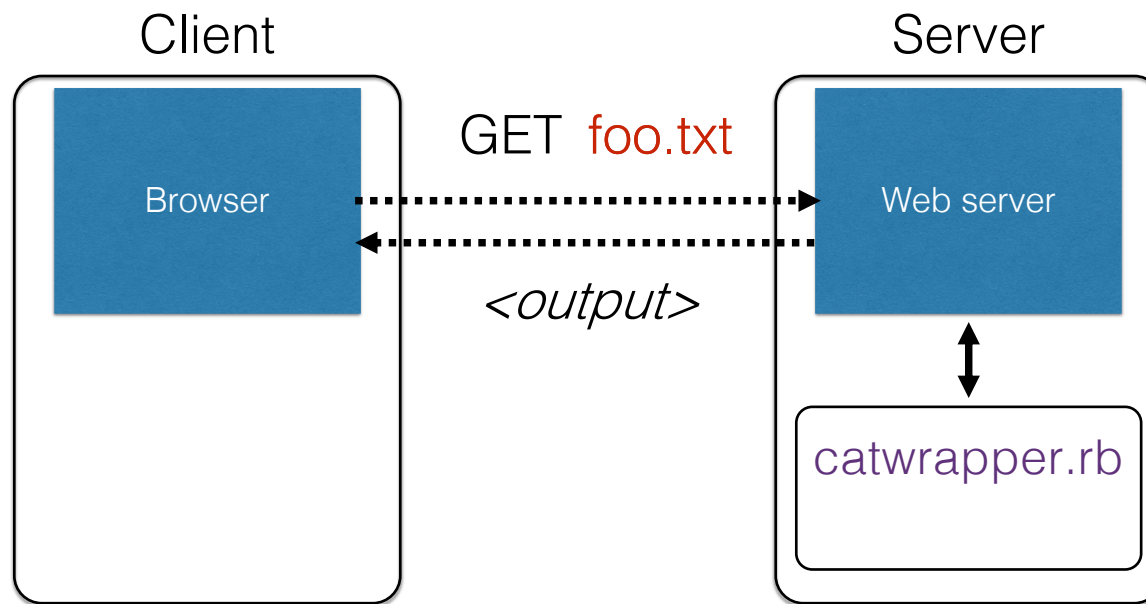 Client
Server
GET foo.txt
Browser
Web server
<output>
catwrapper.rb